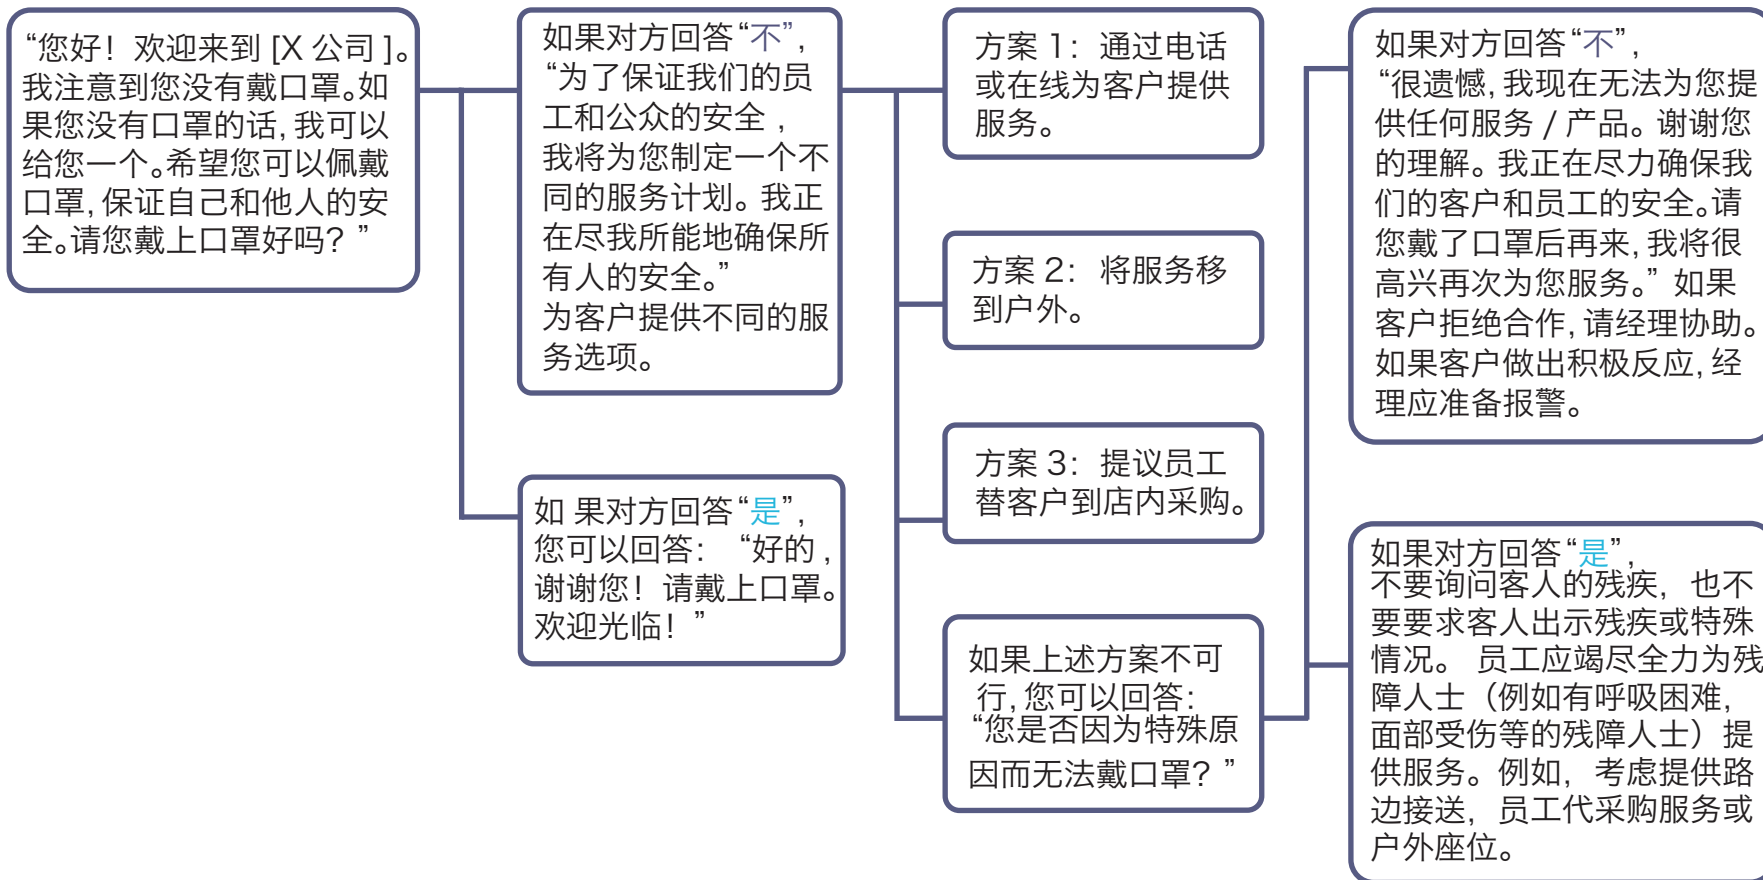 “您好！欢迎来到 [X 公司 ]。
我注意到您没有戴口罩。如
果您没有口罩的话, 我可以
给您一个。希望您可以佩戴
口罩, 保证自己和他人的安
全。请您戴上口罩好吗？”
如果对方回答“不”,
“为了保证我们的员
工和公众的安全 ,
我将为您制定一个不
同的服务计划。我正
在尽我所能地确保所
有人的安全。”
为客户提供不同的服
务选项。
如 果对方回答“是”,
您可以回答： “好的 ,
谢谢您！请戴上口罩。
欢迎光临！”
方案 1：通过电话
或在线为客户提供
服务。
方案 2：将服务移
到户外。
方案 3：提议员工
替客户到店内采购。
如果上述方案不可
行, 您可以回答：
“您是否因为特殊原
因而无法戴口罩？”
如果对方回答“不”,
“很遗憾, 我现在无法为您提
供任何服务 / 产品。谢谢您
的理解。我正在尽力确保我
们的客户和员工的安全。请
您戴了口罩后再来, 我将很
高兴再次为您服务。” 如果
客户拒绝合作, 请经理协助。
如果客户做出积极反应, 经
理应准备报警。
如果对方回答“是”,
不要询问客人的残疾，也不
要要求客人出示残疾或特殊
情况。 员工应竭尽全力为残
障人士（例如有呼吸困难，
面部受伤等的残障人士）提
供服务。例如，考虑提供路
边接送，员工代采购服务或
户外座位。